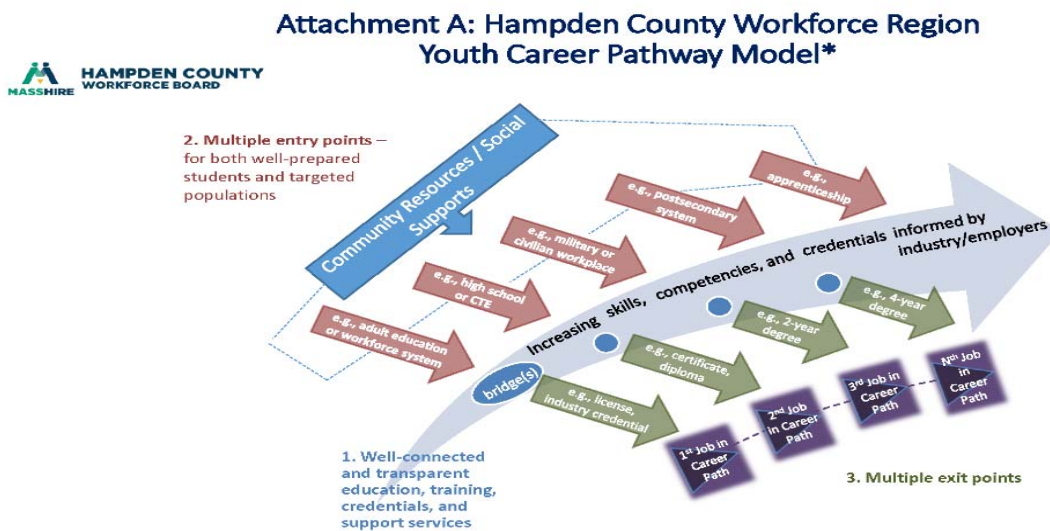 Attachment A: Hampden County Workforce Region
Youth Career Pathway Model*
MASSHIRE
HAMPDEN COUNTY
WORKFORCE BOARD
2. Multiple entry points –
for both well-prepared
students and targeted
populations
Community Resources / Social
Supports
e.g., adult education
or workforce system
e.g., high school
or CTE
e.g., military or
civilian workplace
e.g., postsecondary
system
e.g.,
apprenticeship
Increasing skills, competencies, and credentials informed by
industry/employers
bridge(s)
e.g., license,
industry credential
e.g., certificate,
diploma
e.g., 2-year
degree
e.g., 4-year
degree
1st Job in
Career
Path
2nd Job
in Career
Path
3rd Job in
Career
Path
Nth Job
in
Career
Path
1. Well-connected
and transparent
education, training,
credentials, and
support services
3. Multiple exit points